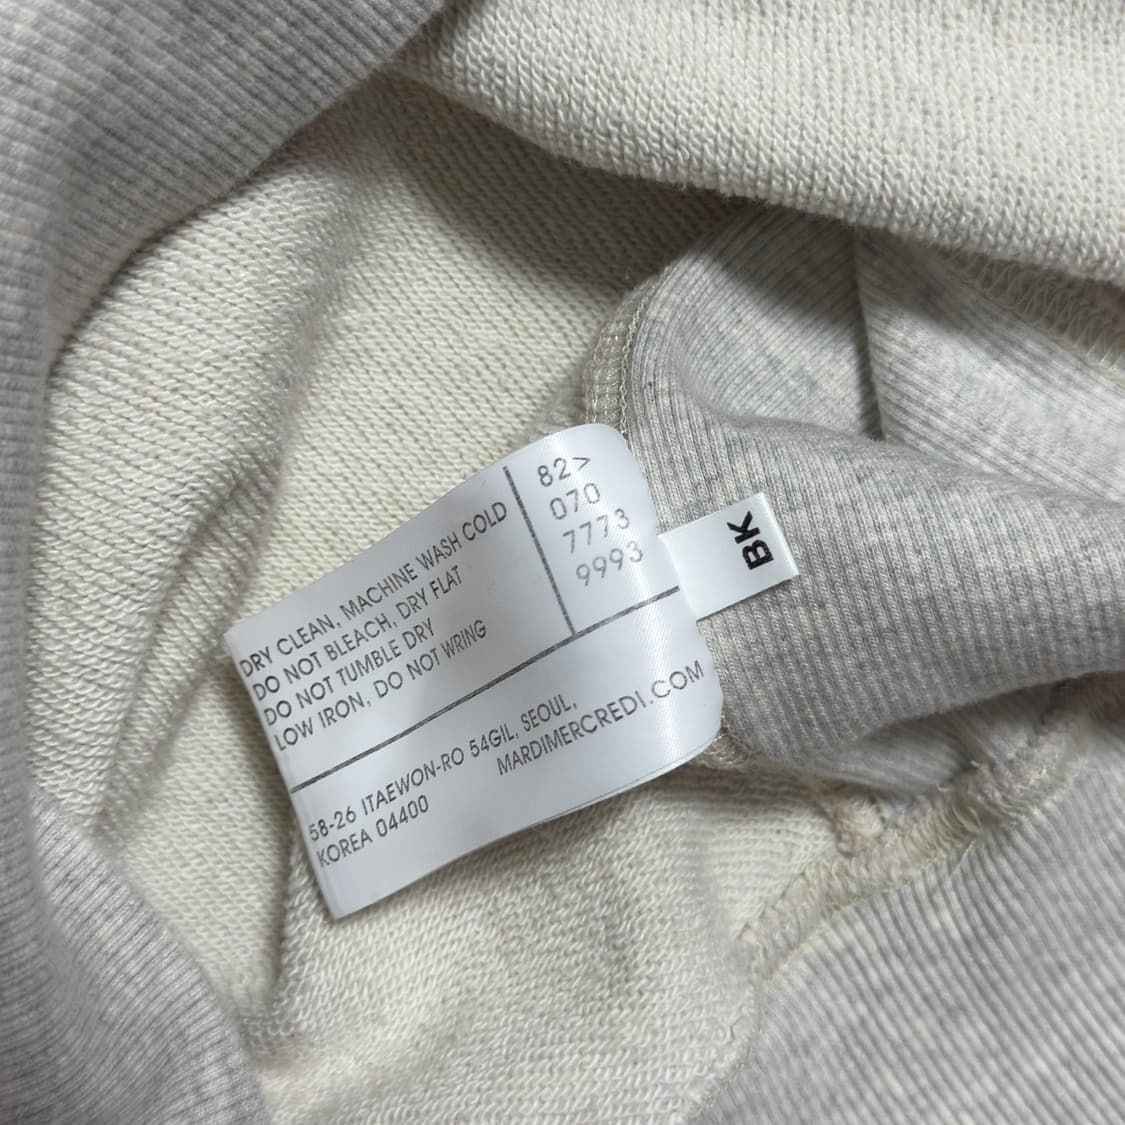 DRY CLEAN, MACHINE WASH COLD
DO NOT BLEACH, DRY FLAT
DO NOT TUMBLE DRY
LOW IRON, DO NOT WRING
82>
070
7773
9993
58-26 ITAEWON-RO 54GIL, SEOUL,
KOREA 04400
MARDIMERCREDI.COM
BK